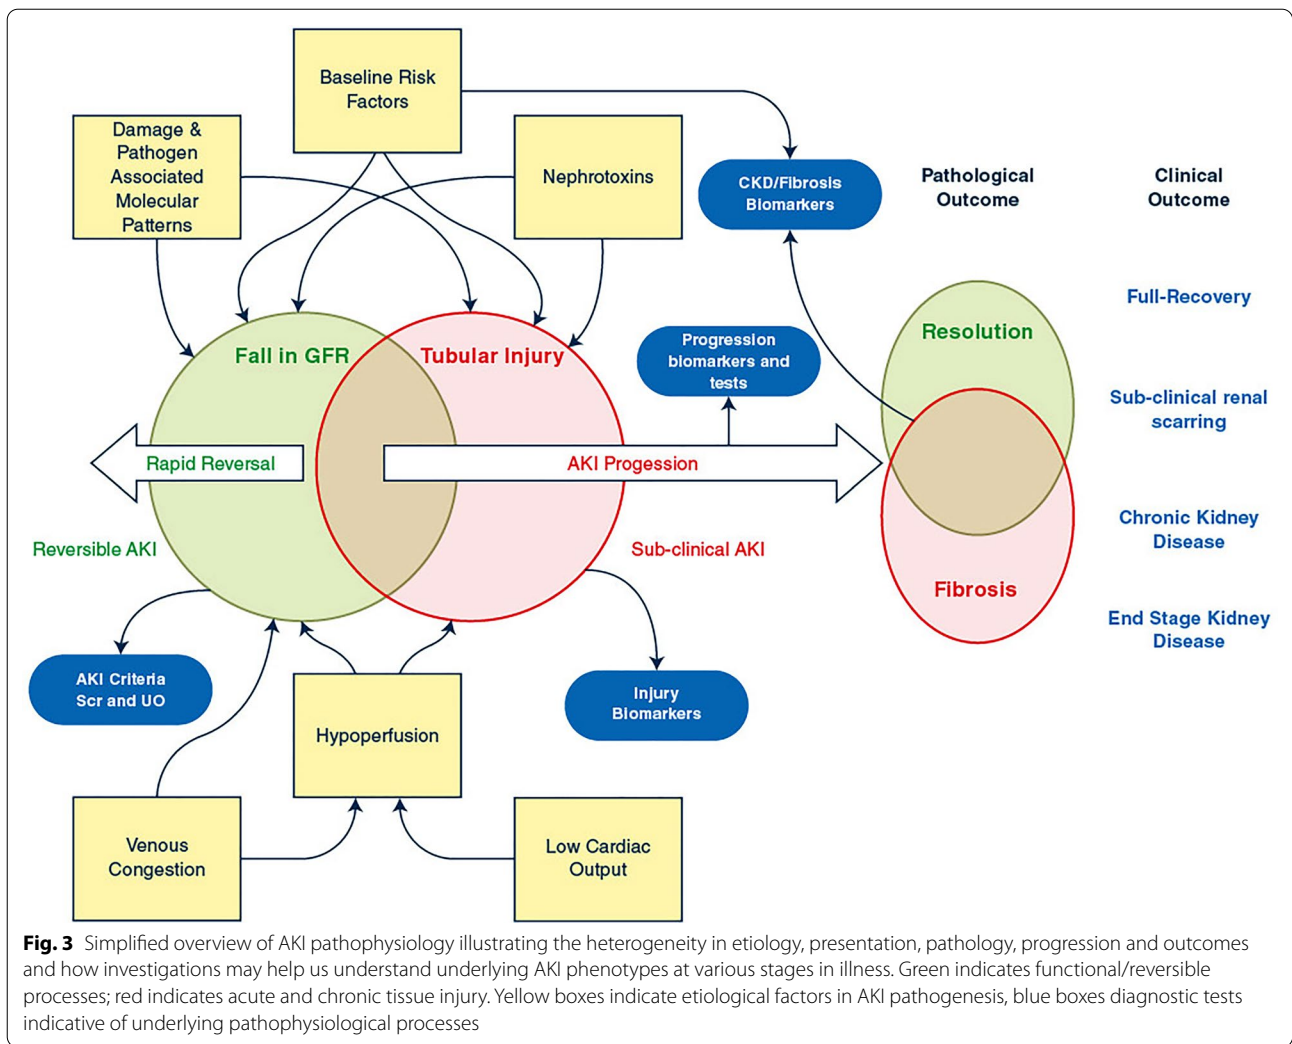 Baseline Risk
Factors
Damage &
Pathogen
Associated
Molecular
Patterns
Nephrotoxins
CKD/Fibrosis
Biomarkers
Pathological
Outcome
Clinical
Outcome
Full-Recovery
Resolution
Fall in GFR
Tubular Injury
Progression
biomarkers and
tests
Sub-clinical renal
scarring
Rapid Reversal
AKI Progession
Chronic Kidney
Disease
Reversible AKI
Sub-clinical AKI
Fibrosis
End Stage Kidney
Disease
AKI Criteria
Scr and UO
Injury
Biomarkers
Hypoperfusion
Venous
Congestion
Low Cardiac
Output
Fig. 3 Simplified overview of AKI pathophysiology illustrating the heterogeneity in etiology, presentation, pathology, progression and outcomes
and how investigations may help us understand underlying AKI phenotypes at various stages in illness. Green indicates functional/reversible
processes; red indicates acute and chronic tissue injury. Yellow boxes indicate etiological factors in AKI pathogenesis, blue boxes diagnostic tests
indicative of underlying pathophysiological processes